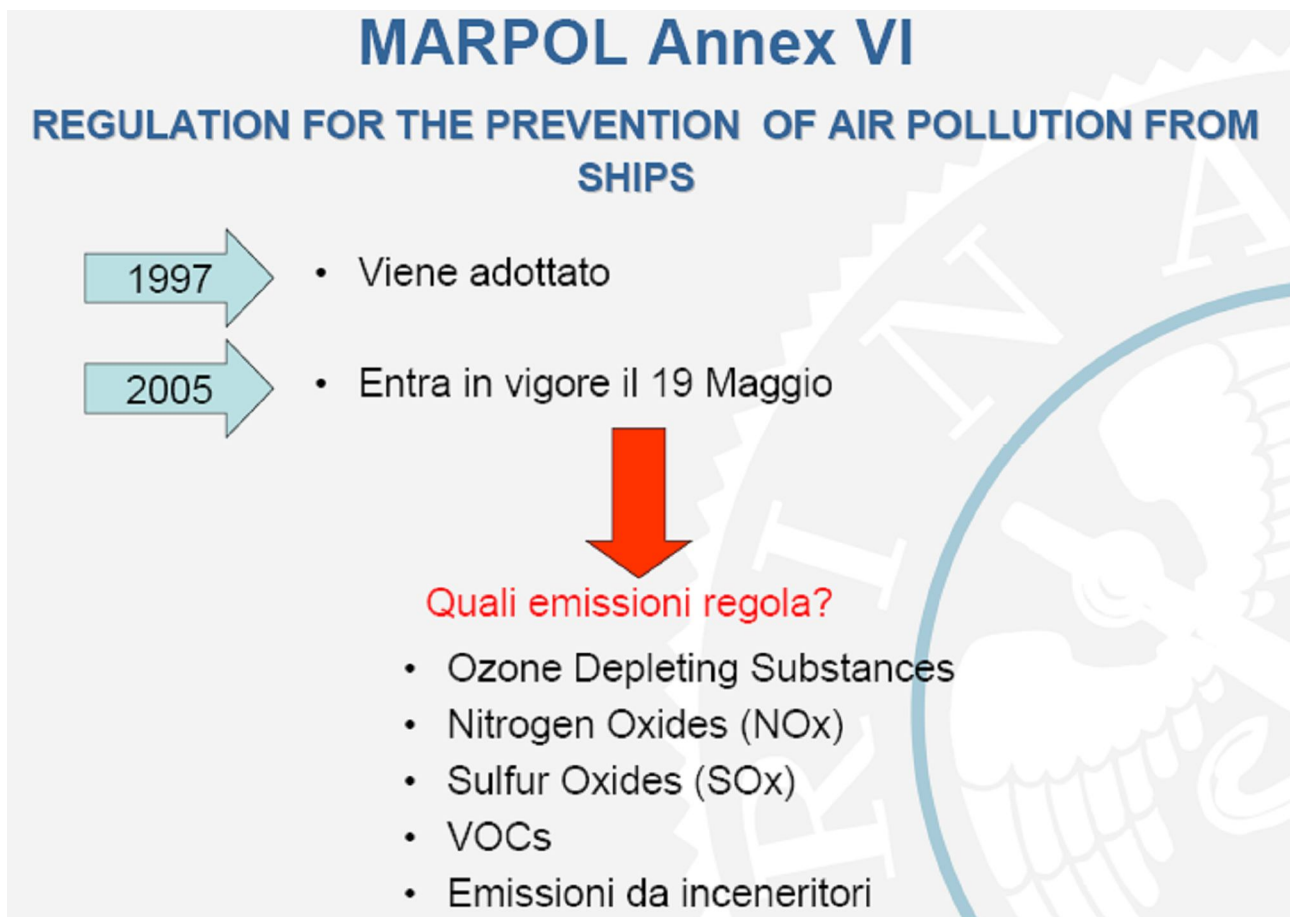 MARPOL Annex VI
REGULATION FOR THE PREVENTION OF AIR POLLUTION FROM
SHIPS
1997
• Viene adottato
2005
• Entra in vigore il 19 Maggio
Quali emissioni regola?
• Ozone Depleting Substances
• Nitrogen Oxides (NOx)
• Sulfur Oxides (SOx)
• VOCs
• Emissioni da inceneritori
RINA